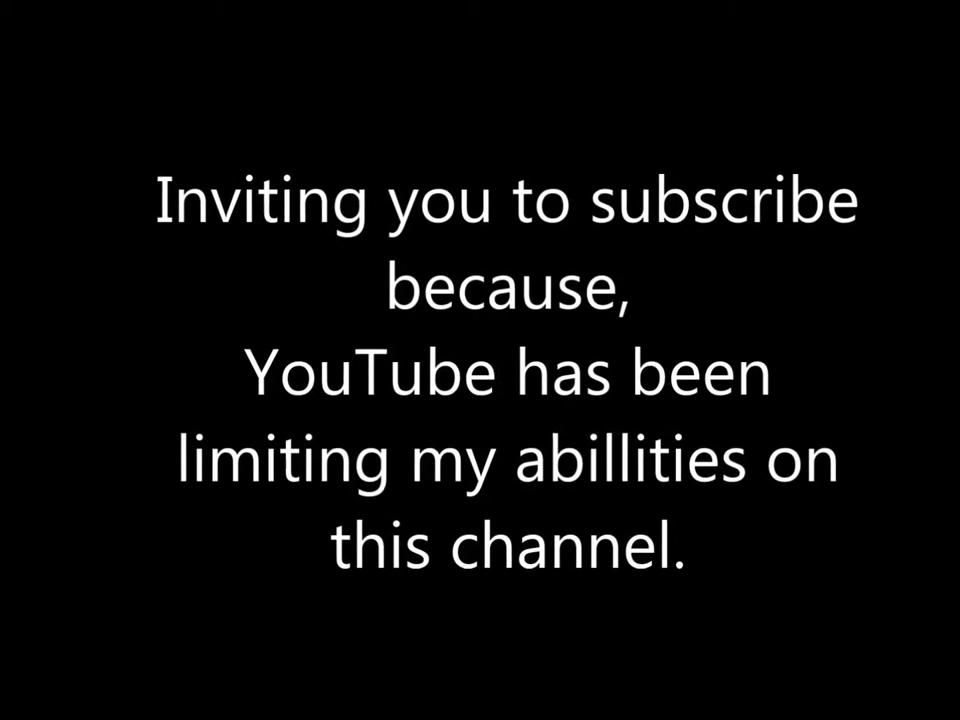 Inviting you to subscribe
because,
YouTube has been
limiting my abillities on
this channel.